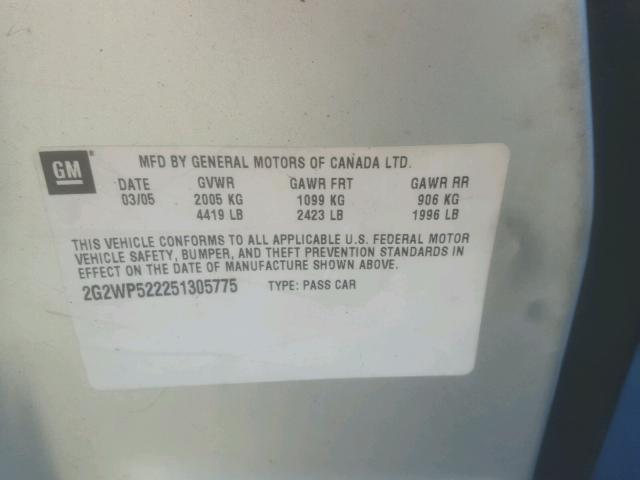 GM
MFD BY GENERAL MOTORS OF CANADA LTD.
DATE GVWR GAWR FRT GAWR RR
03/05 2005 KG 1099 KG 906 KG
4419 LB 2423 LB 1996 LB
THIS VEHICLE CONFORMS TO ALL APPLICABLE U.S. FEDERAL MOTOR
VEHICLE SAFETY, BUMPER, AND THEFT PREVENTION STANDARDS IN
EFFECT ON THE DATE OF MANUFACTURE SHOWN ABOVE.
2G2WP522251305775 TYPE: PASS CAR